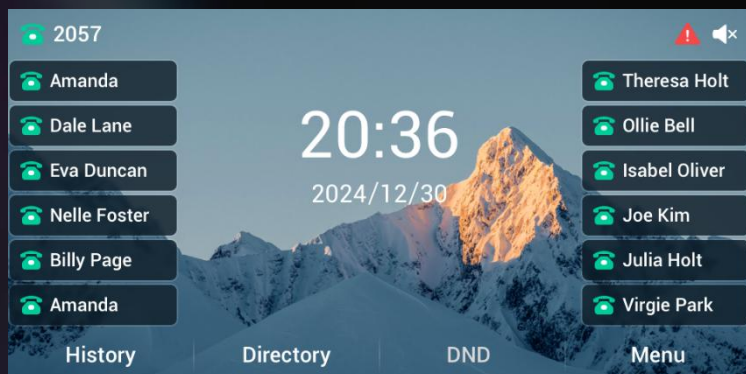 2057
Amanda
Dale Lane
Eva Duncan
Nelle Foster
Billy Page
Amanda
20:36
2024/12/30
Theresa Holt
Ollie Bell
Isabel Oliver
Joe Kim
Julia Holt
Virgie Park
History
Directory
DND
Menu